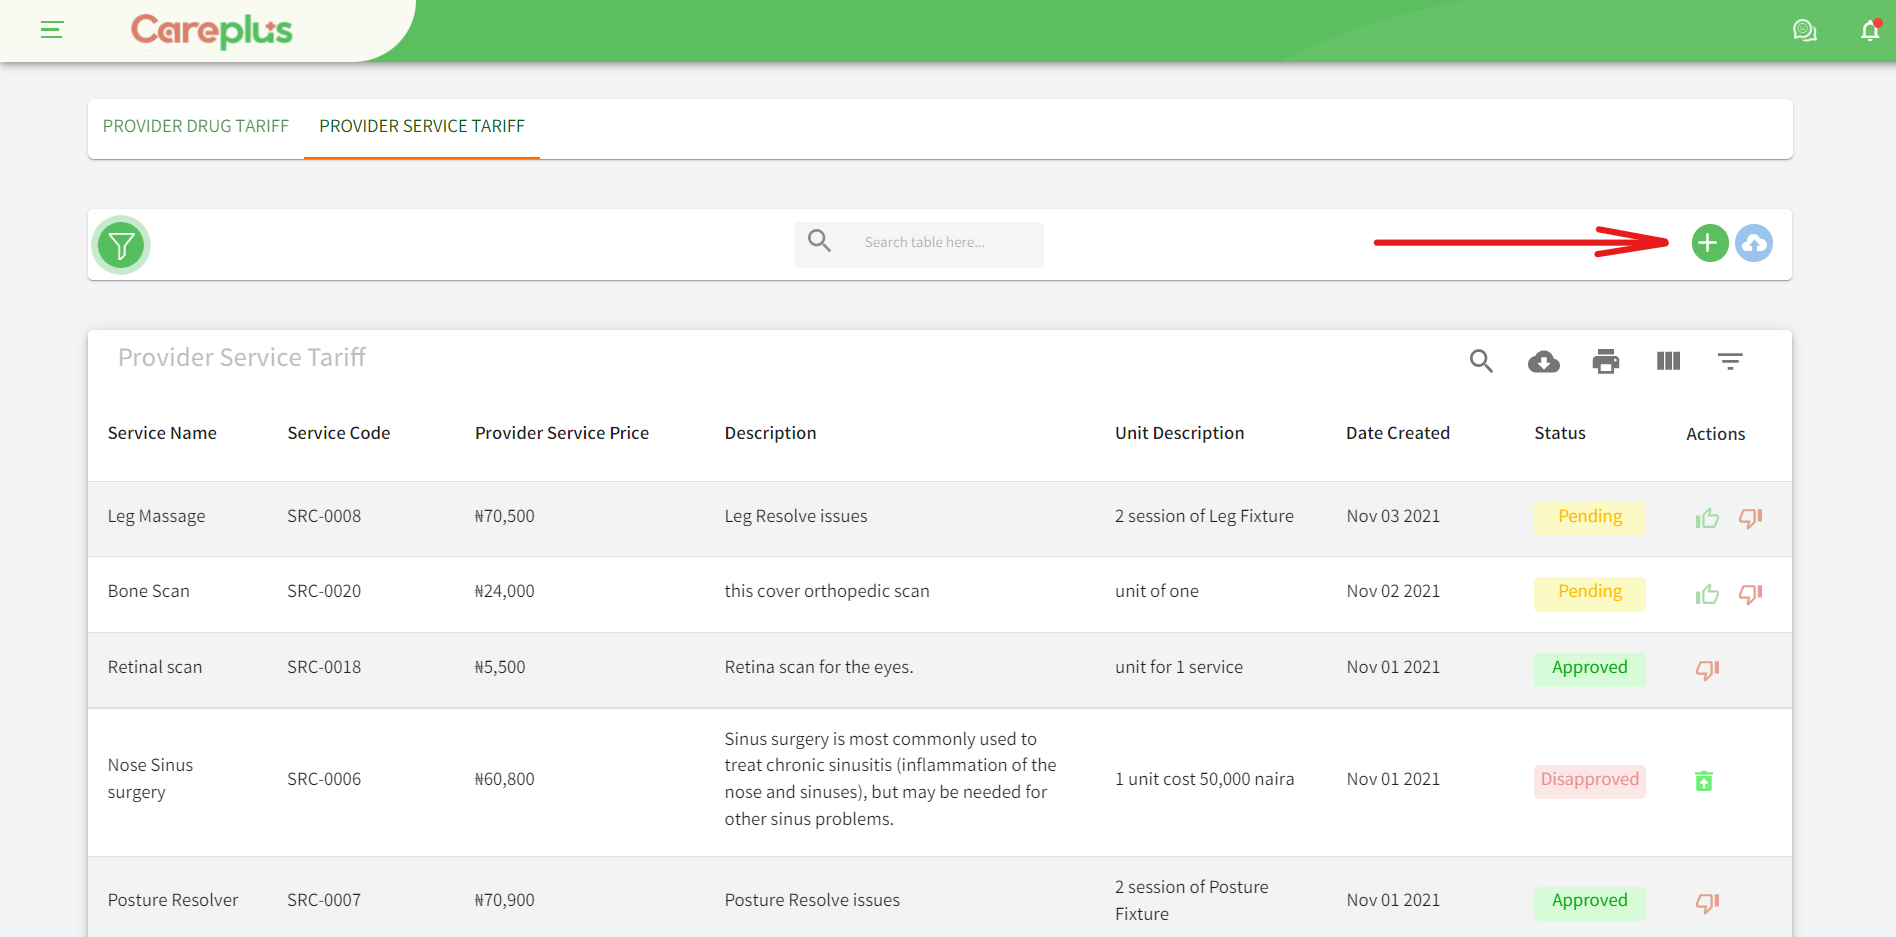 Careplus
PROVIDER DRUG TARIFF PROVIDER SERVICE TARIFF
Search table here...
Provider Service Tariff
Service Name Service Code Provider Service Price Description Unit Description Date Created Status Actions
Leg Massage SRC-0008 ₦70,500 Leg Resolve issues 2 session of Leg Fixture Nov 03 2021 Pending
Bone Scan SRC-0020 ₦24,000 this cover orthopedic scan unit of one Nov 02 2021 Pending
Retinal scan SRC-0018 ₦5,500 Retina scan for the eyes. unit for 1 service Nov 01 2021 Approved
Nose Sinus
surgery
SRC-0006 ₦60,800
Sinus surgery is most commonly used to
treat chronic sinusitis (inflammation of the
nose and sinuses), but may be needed for
other sinus problems.
1 unit cost 50,000 naira Nov 01 2021 Disapproved
Posture Resolver SRC-0007 ₦70,900 Posture Resolve issues
2 session of Posture
Fixture
Nov 01 2021 Approved